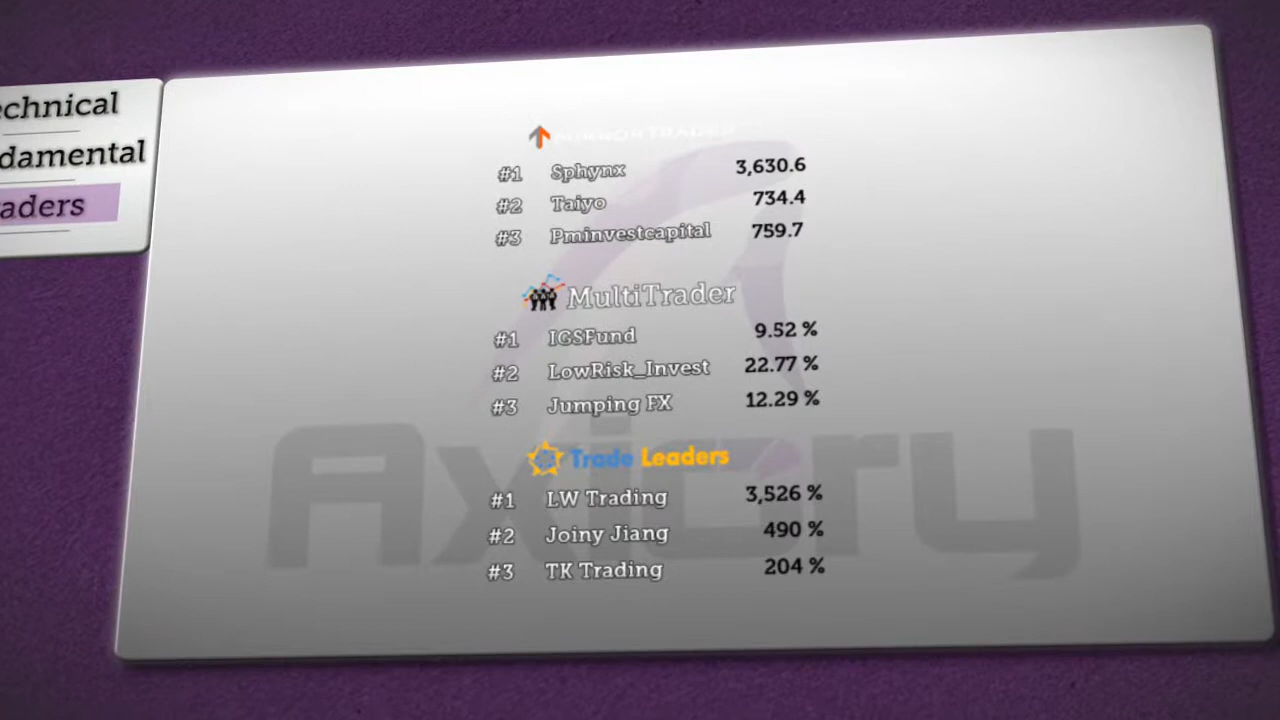 echnical
damental
aders
MIRRORTRADER
#1 Sphynx 3,630.6
#2 Taiyo 734.4
#3 Pminvestcapital 759.7
MultiTrader
#1 IGSFund 9.52 %
#2 LowRisk_Invest 22.77 %
#3 Jumping FX 12.29 %
Trade Leaders
#1 LW Trading 3,526 %
#2 Joiny Jiang 490 %
#3 TK Trading 204 %
Axiory